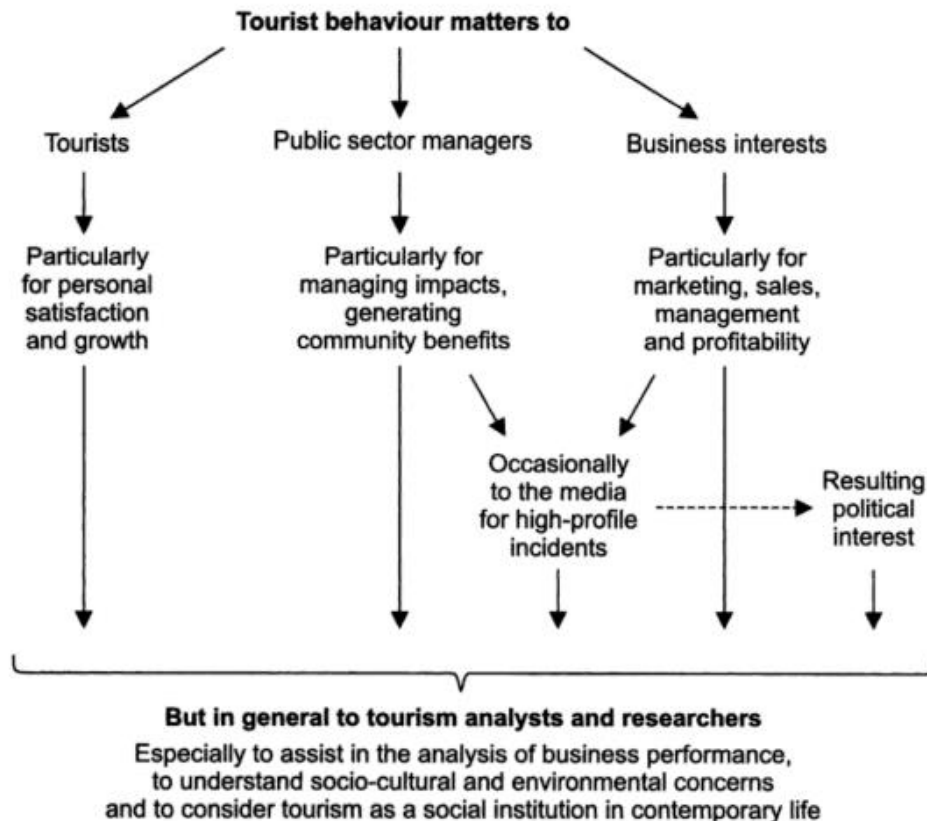 Tourist behaviour matters to
Tourists
Public sector managers
Business interests
Particularly
for personal
satisfaction
and growth
Particularly for
managing impacts,
generating
community benefits
Particularly for
marketing, sales,
management
and profitability
Occasionally
to the media
for high-profile
incidents
Resulting
political
interest
But in general to tourism analysts and researchers
Especially to assist in the analysis of business performance,
to understand socio-cultural and environmental concerns
and to consider tourism as a social institution in contemporary life